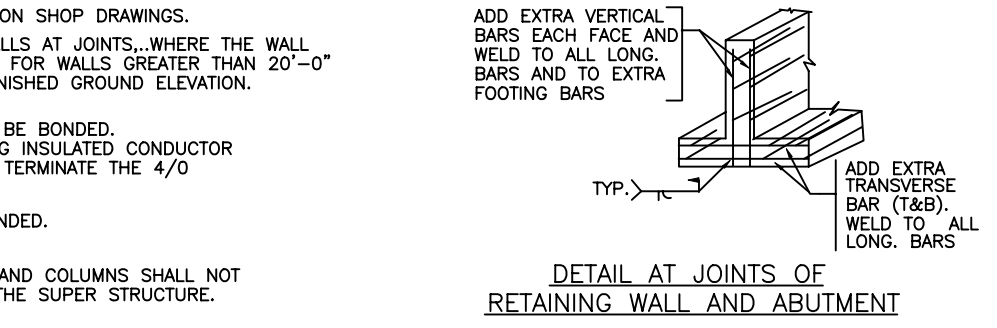 ON SHOP DRAWINGS.
LLS AT JOINTS,..WHERE THE WALL
FOR WALLS GREATER THAN 20'-0"
NISHED GROUND ELEVATION.
BE BONDED.
G INSULATED CONDUCTOR
TERMINATE THE 4/0
NDED.
AND COLUMNS SHALL NOT
THE SUPER STRUCTURE.
ADD EXTRA VERTICAL
BARS EACH FACE AND
WELD TO ALL LONG.
BARS AND TO EXTRA
FOOTING BARS
TYP.
ADD EXTRA
TRANSVERSE
BAR (T&B).
WELD TO ALL
LONG. BARS
DETAIL AT JOINTS OF
RETAINING WALL AND ABUTMENT